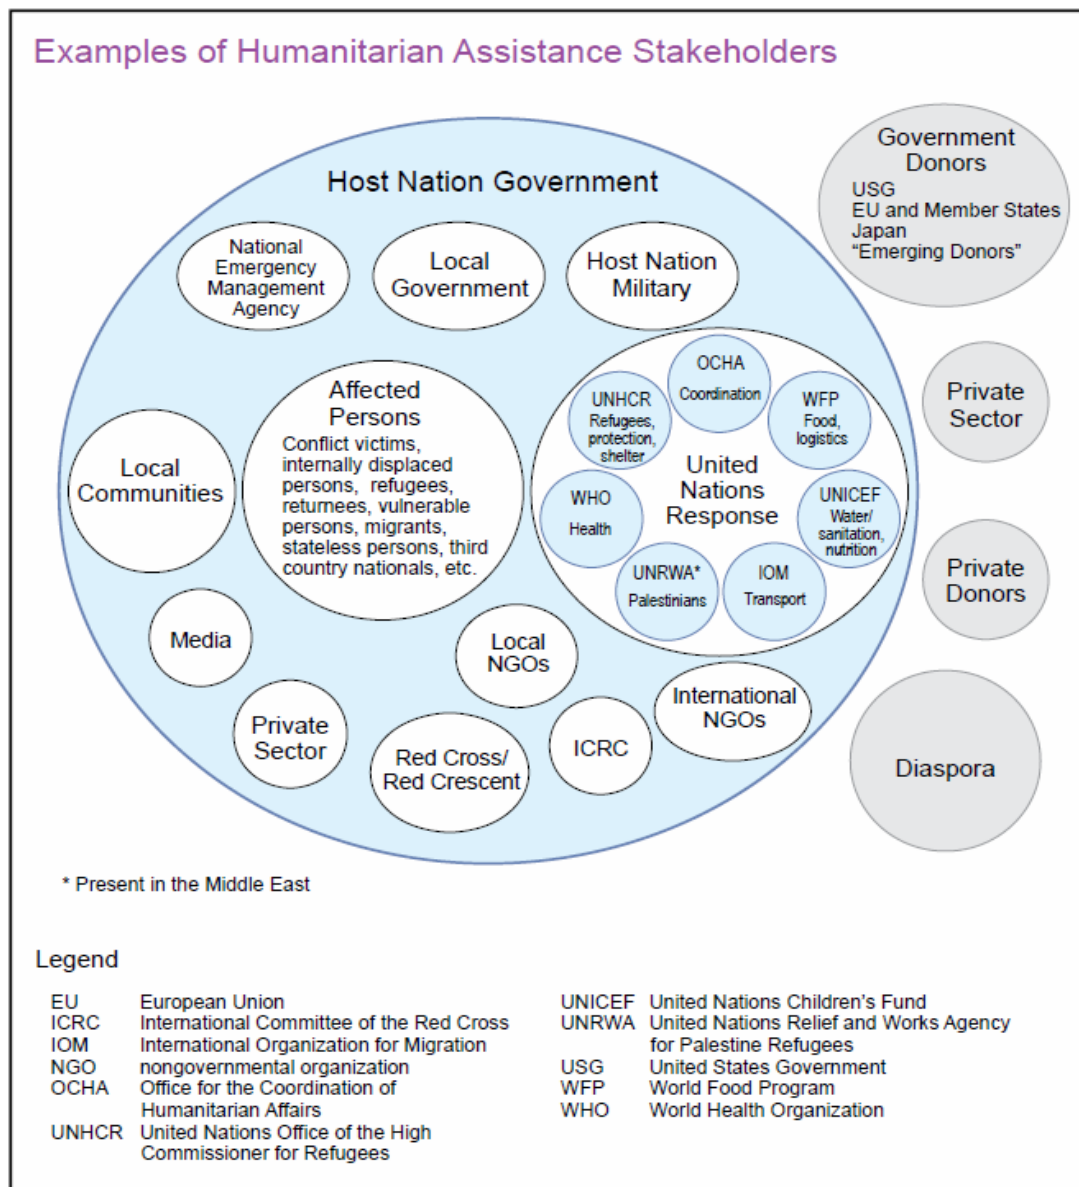 Examples of Humanitarian Assistance Stakeholders
Host Nation Government
National
Emergency
Management
Agency
Local
Government
Host Nation
Military
Government
Donors
USG
EU and Member States
Japan
“Emerging Donors”
Private
Sector
Private
Donors
Diaspora
Local
Communities
Affected
Persons
Conflict victims,
internally displaced
persons, refugees,
returnees, vulnerable
persons, migrants,
stateless persons, third
country nationals, etc.
United
Nations
Response
OCHA
Coordination
UNHCR
Refugees,
protection,
shelter
WFP
Food,
logistics
WHO
Health
UNICEF
Water/
sanitation,
nutrition
UNRWA*
Palestinians
IOM
Transport
Media
Private
Sector
Local
NGOs
Red Cross/
Red Crescent
ICRC
International
NGOs
* Present in the Middle East
Legend
EU European Union
ICRC International Committee of the Red Cross
IOM International Organization for Migration
NGO nongovernmental organization
OCHA Office for the Coordination of
Humanitarian Affairs
UNHCR United Nations Office of the High
Commissioner for Refugees
UNICEF United Nations Children’s Fund
UNRWA United Nations Relief and Works Agency
for Palestine Refugees
USG United States Government
WFP World Food Program
WHO World Health Organization